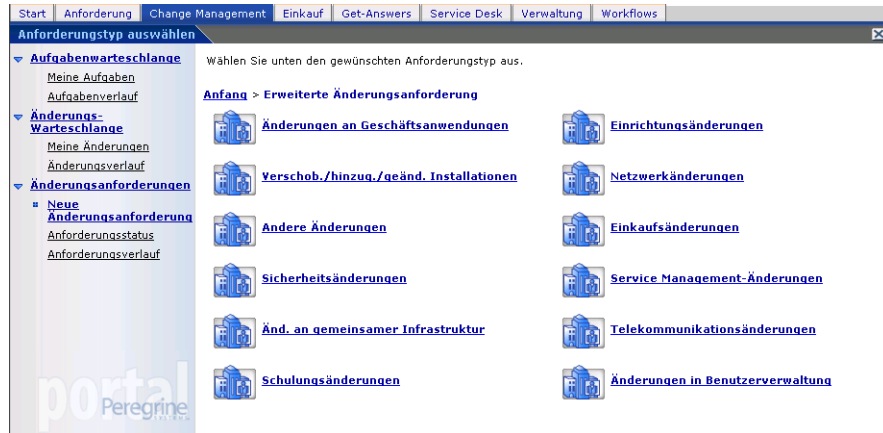 Start Anforderung Change Management Einkauf Get-Answers Service Desk Verwaltung Workflows
Anforderungstyp auswählen
Aufgabenwarteschlange
Meine Aufgaben
Aufgabenverlauf
Änderungs-
Warteschlange
Meine Änderungen
Änderungsverlauf
Änderungsanforderungen
Neue
Änderungsanforderung
Anforderungsstatus
Anforderungsverlauf
portal
Peregrine
SYSTEMS
Wählen Sie unten den gewünschten Anforderungstyp aus.
Anfang > Erweiterte Änderungsanforderung
Änderungen an Geschäftsanwendungen
Einrichtungsänderungen
Verschob./hinzug./geänd. Installationen
Netzwerkänderungen
Andere Änderungen
Einkaufsänderungen
Sicherheitsänderungen
Service Management-Änderungen
Änd. an gemeinsamer Infrastruktur
Telekommunikationsänderungen
Schulungsänderungen
Änderungen in Benutzerverwaltung